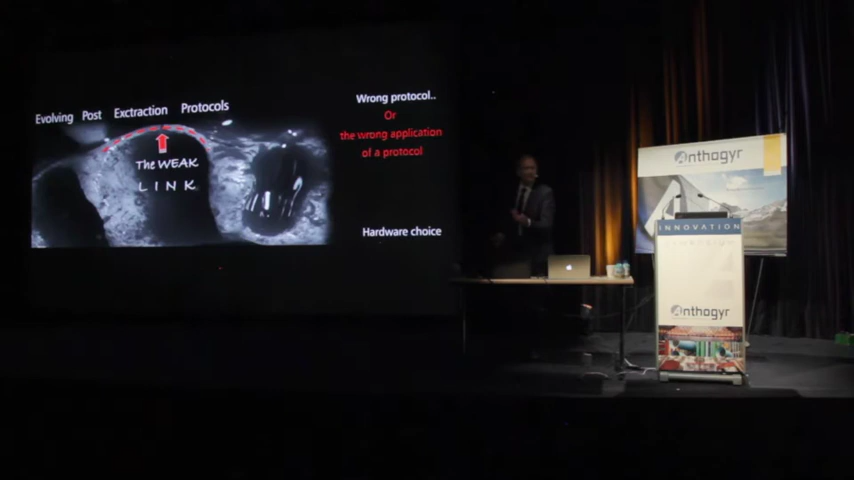 Evolving Post Exctraction Protocols
The WEAK
LINK
Wrong protocol..
Or
the wrong application
of a protocol
Hardware choice
Anthogyr
INNOVATION
SYMPOSIUM
Anthogyr